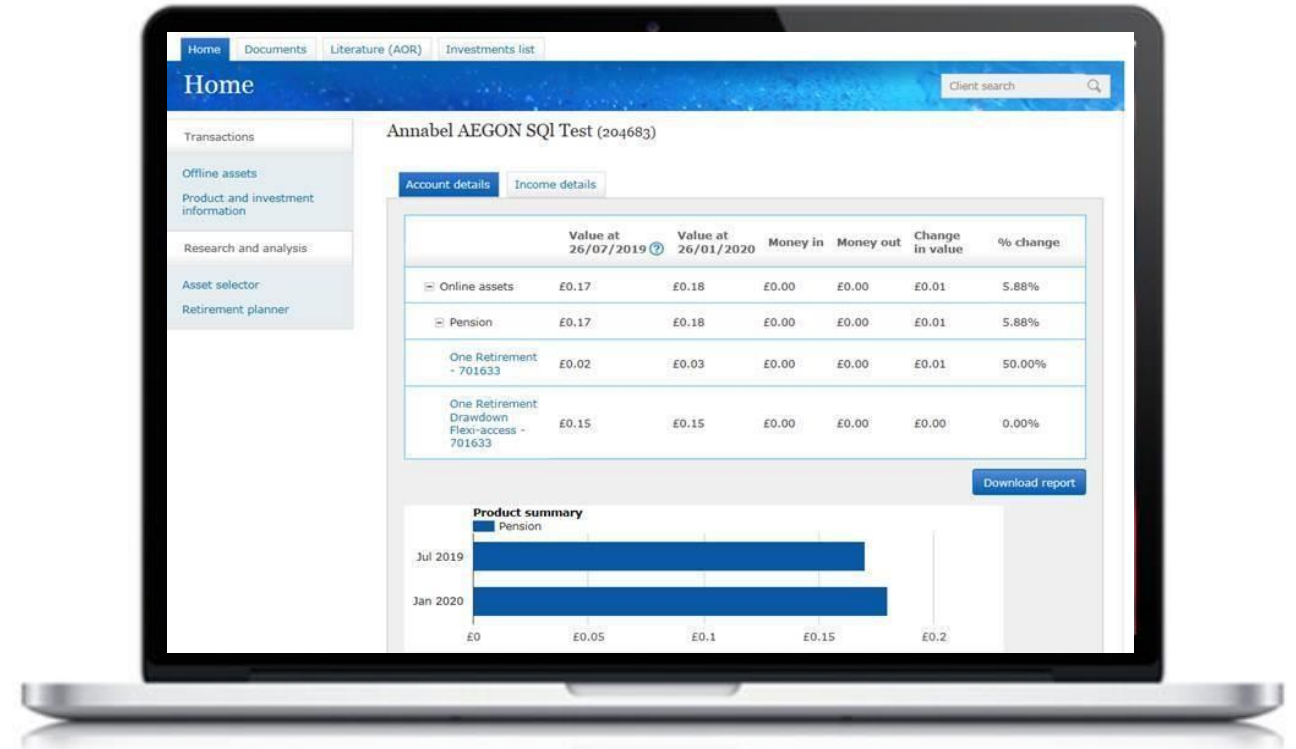 Home Documents Literature (AOR) Investments list
Home
Client search
Annabel AEGON SQl Test (204683)
Transactions
Offline assets
Product and investment
information
Research and analysis
Asset selector
Retirement planner
Account details Income details
Value at
26/07/2019 ?
Value at
26/01/2020
Money in
Money out
Change
in value
% change
Online assets £0.17 £0.18 £0.00 £0.00 £0.01 5.88%
Pension £0.17 £0.18 £0.00 £0.00 £0.01 5.88%
One Retirement
- 701633
£0.02 £0.03 £0.00 £0.00 £0.01 50.00%
One Retirement
Drawdown
Flexi-access -
701633
£0.15 £0.15 £0.00 £0.00 £0.00 0.00%
Download report
Product summary
Pension
Jul 2019
Jan 2020
£0 £0.05 £0.1 £0.15 £0.2